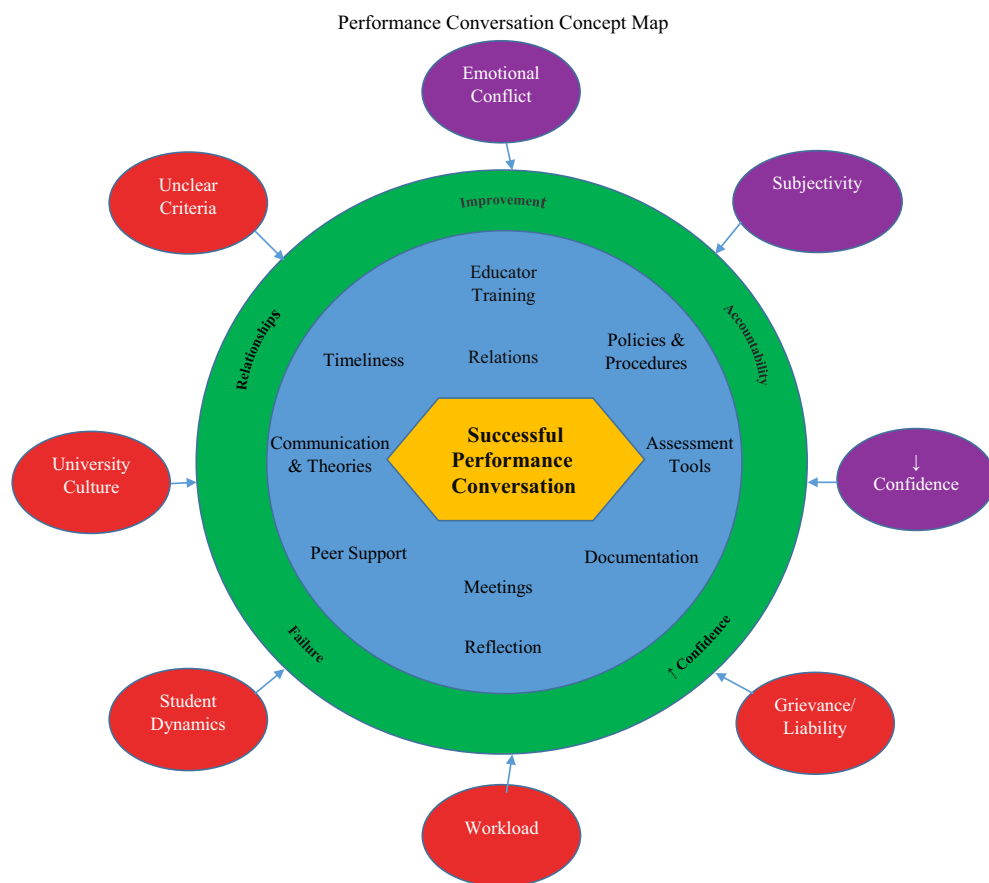 Performance Conversation Concept Map
Emotional
Conflict
Unclear
Criteria
Subjectivity
Improvement
Educator
Training
Relationships
Accountability
Timeliness
Relations
Policies &
Procedures
Communication
& Theories
Successful
Performance
Conversation
Assessment
Tools
University
Culture
↓
Confidence
Peer Support
Documentation
Meetings
Reflection
Failure
↑ Confidence
Student
Dynamics
Grievance/
Liability
Workload